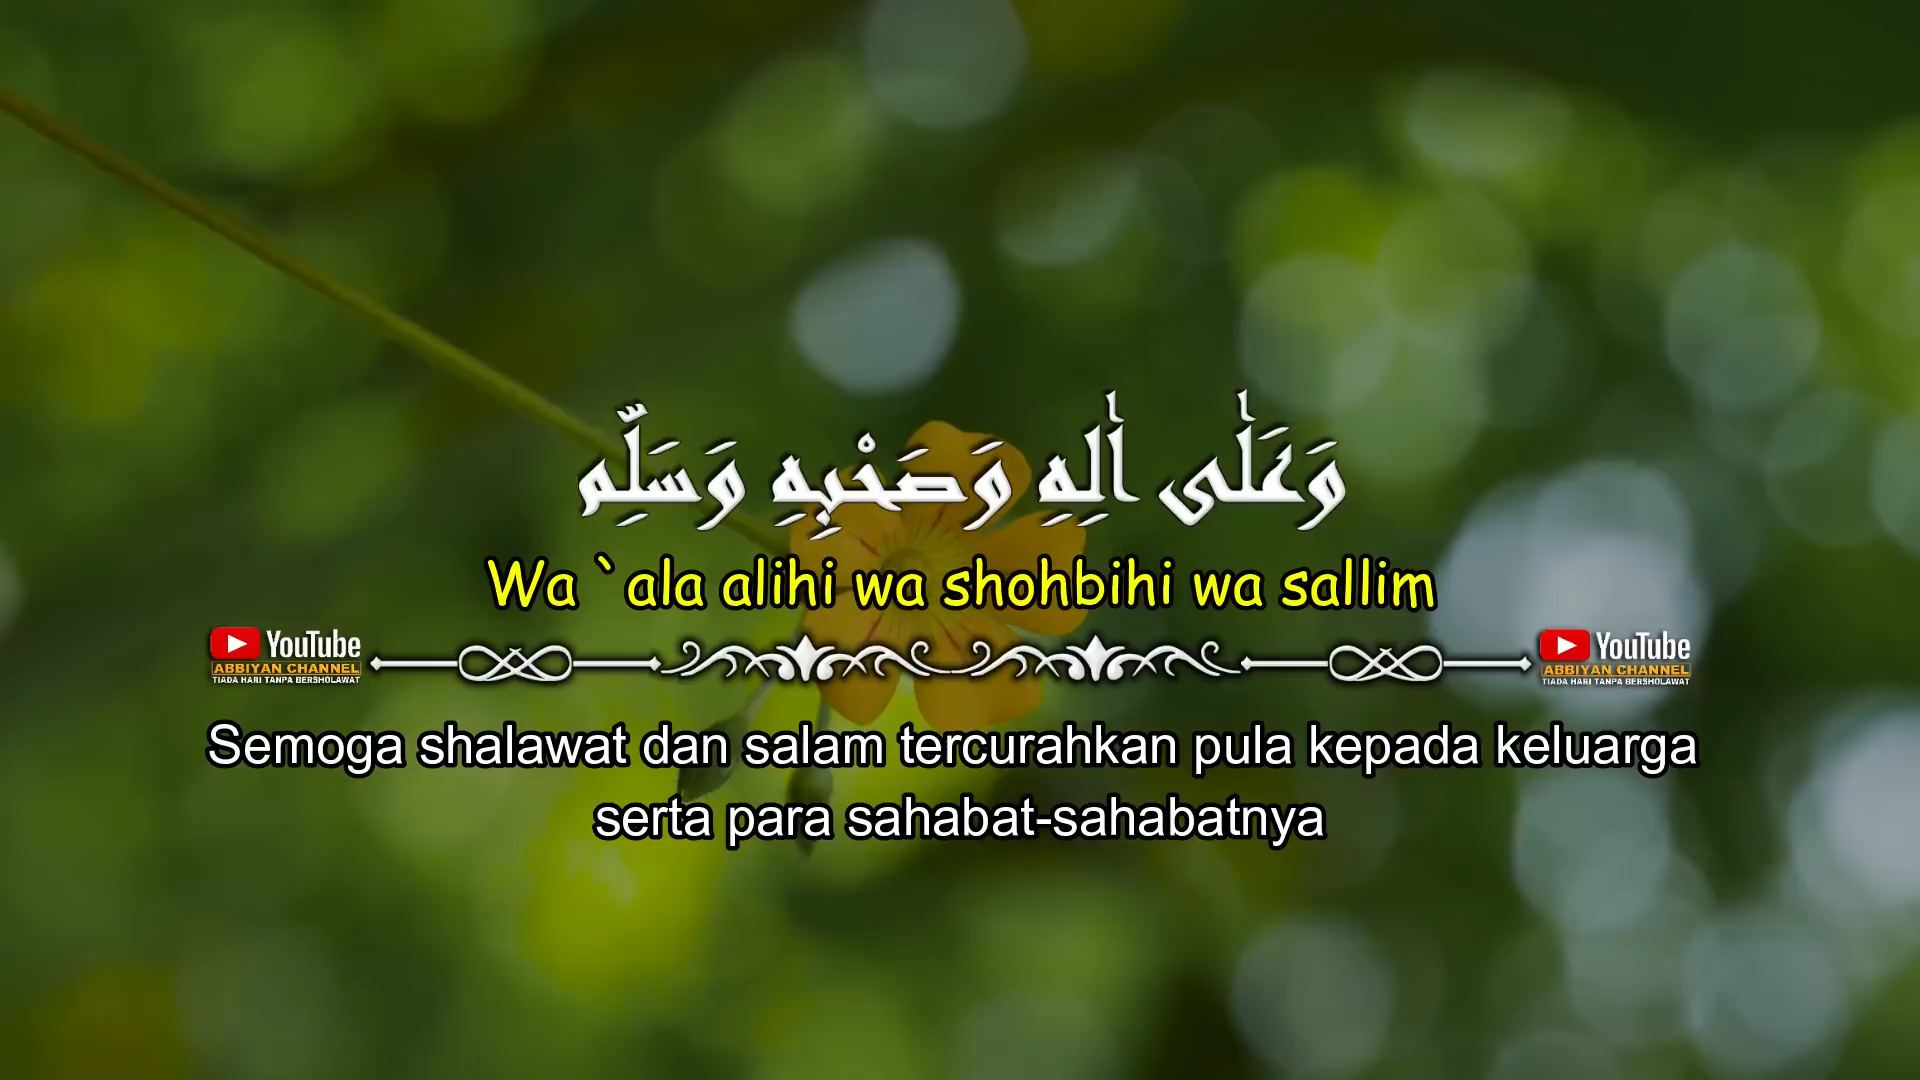 وَعَلٰى اٰلِهِ وَصَحْبِهِ وَسَلِّم
Wa `ala alihi wa shohbihi wa sallim
YouTube
ABBIYAN CHANNEL
TIADA HARI TANPA BERSHOLAWAT
YouTube
ABBIYAN CHANNEL
TIADA HARI TANPA BERSHOLAWAT
Semoga shalawat dan salam tercurahkan pula kepada keluarga
serta para sahabat-sahabatnya